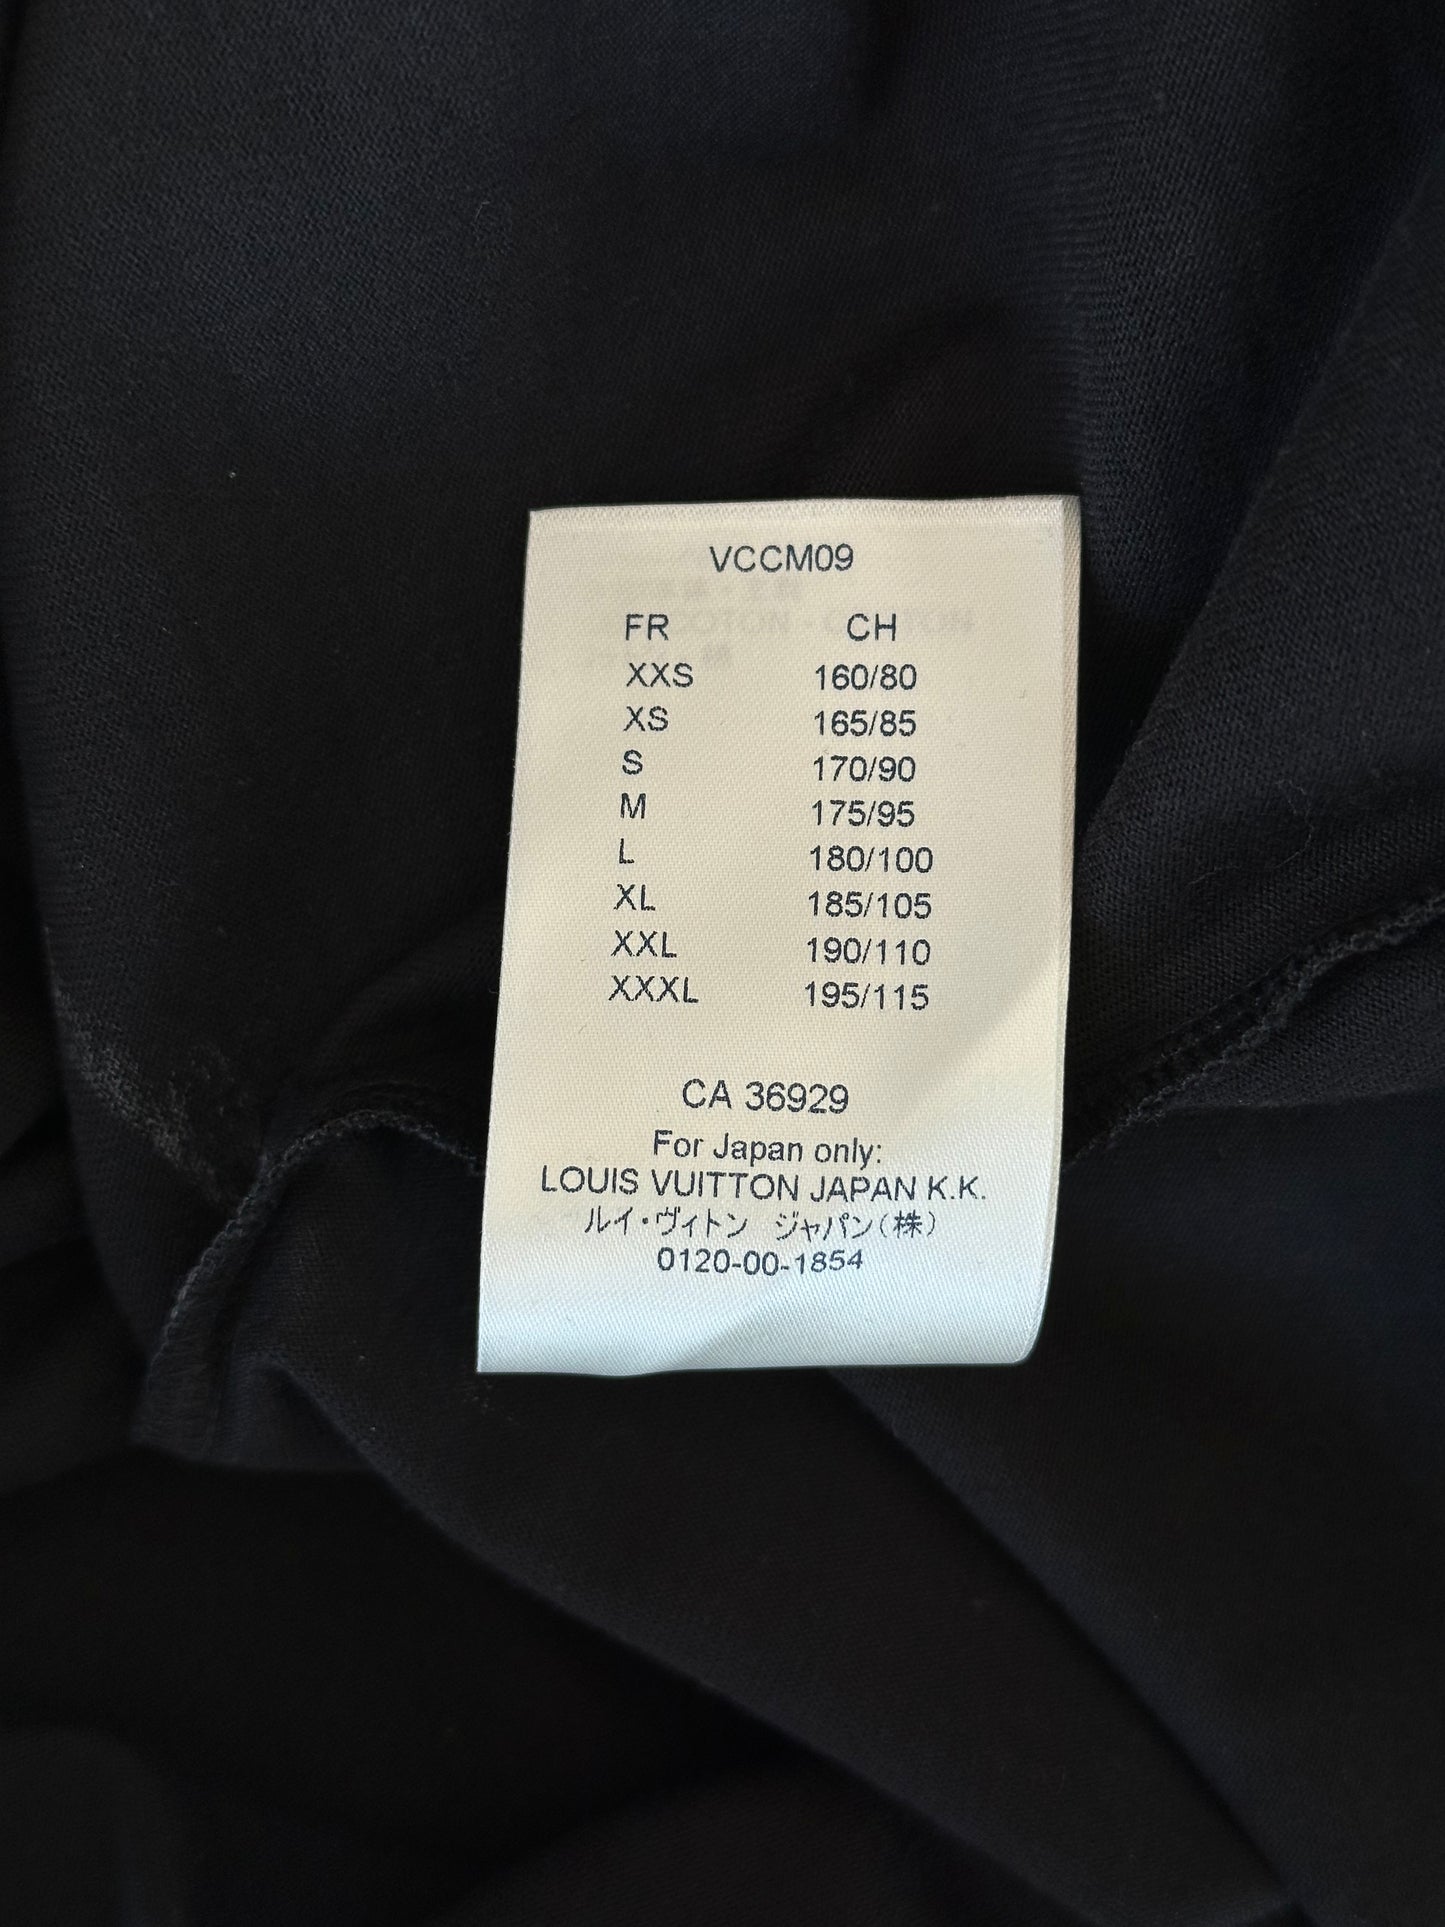 VCCM09
FR CH
XXS 160/80
XS 165/85
S 170/90
M 175/95
L 180/100
XL 185/105
XXL 190/110
XXXL 195/115
CA 36929
For Japan only:
LOUIS VUITTON JAPAN K.K.
ルイ・ヴィトン ジャパン(株)
0120-00-1854